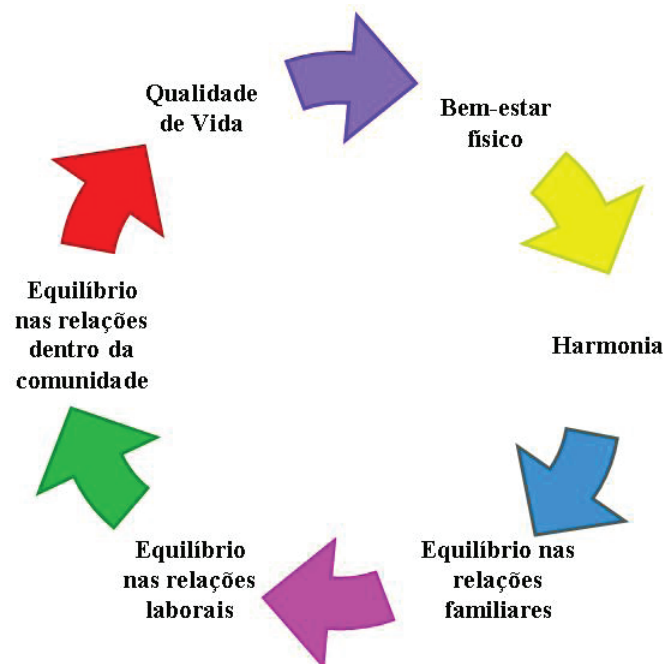 Qualidade
de Vida
Bem-estar
físico
Harmonia
Equilíbrio nas
relações
familiares
Equilíbrio
nas relações
laborais
Equilíbrio
nas relações
dentro da
comunidade